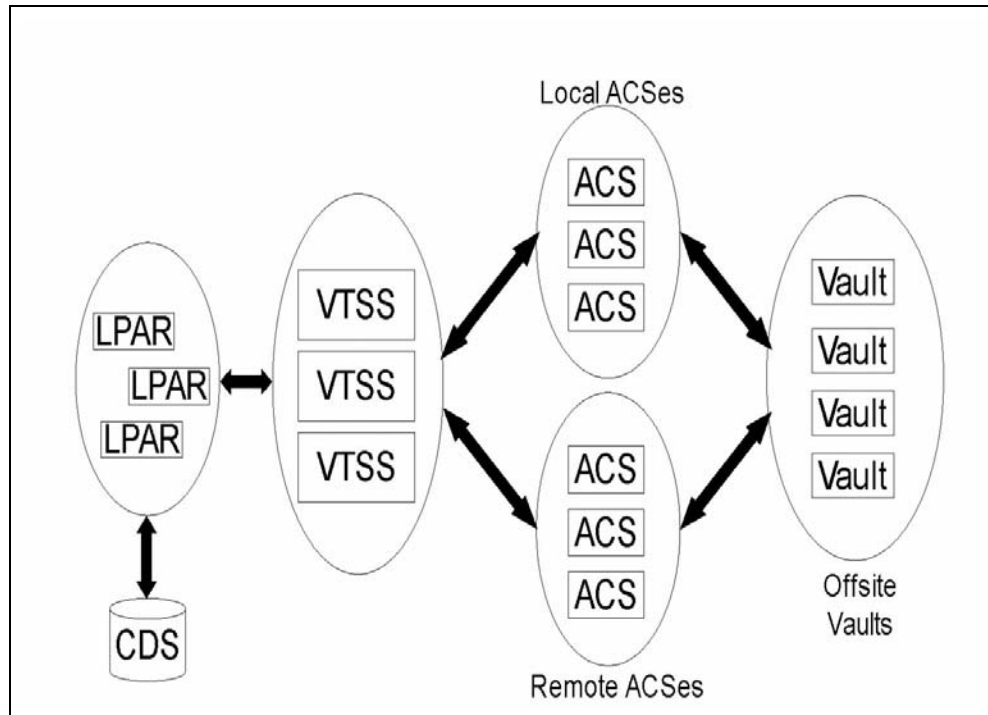 Local ACSes
ACS
ACS
ACS
LPAR
LPAR
LPAR
VTSS
VTSS
VTSS
Vault
Vault
Vault
Vault
ACS
ACS
ACS
CDS
Offsite
Vaults
Remote ACSes